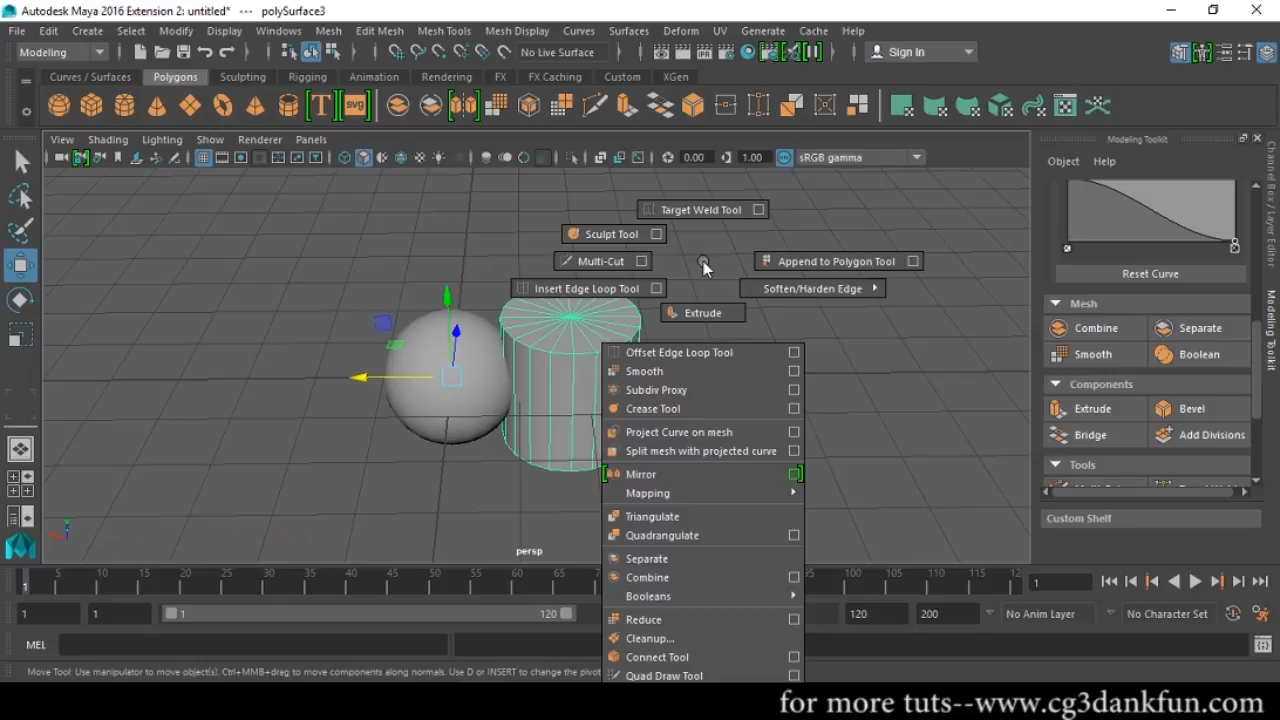 Autodesk Maya 2016 Extension 2: untitled* --- polySurface3
File Edit Create Select Modify Display Windows Mesh Edit Mesh Mesh Tools Mesh Display Curves Surfaces Deform UV Generate Cache Help
Modeling No Live Surface Sign In
Curves / Surfaces Polygons Sculpting Rigging Animation Rendering FX FX Caching Custom XGen
T svg
View Shading Lighting Show Renderer Panels
Modeling Toolkit
0.00 1.00 sRGB gamma
Object Help
Channel Box / Layer Editor
Modeling Toolkit
Target Weld Tool
Sculpt Tool
Multi-Cut
Append to Polygon Tool
Insert Edge Loop Tool
Soften/Harden Edge
Extrude
Offset Edge Loop Tool
Smooth
Subdiv Proxy
Crease Tool
Project Curve on mesh
Split mesh with projected curve
Mirror
Mapping
Triangulate
Quadrangulate
Separate
Combine
Booleans
Reduce
Cleanup...
Connect Tool
Quad Draw Tool
Reset Curve
Mesh
Combine Separate
Smooth Boolean
Components
Extrude Bevel
Bridge Add Divisions
Tools
Custom Shelf
persp
5 10 15 20 25 30 35 40 45 50 55 60 65 95 100 105 110 115 12
1
1
1 1 1 120 120 200 No Anim Layer No Character Set
MEL
Move Tool: Use manipulator to move object(s). Ctrl+MMB+drag to move components along normals. Use D or INSERT to change the pivot
for more tuts--www.cg3dankfun.com